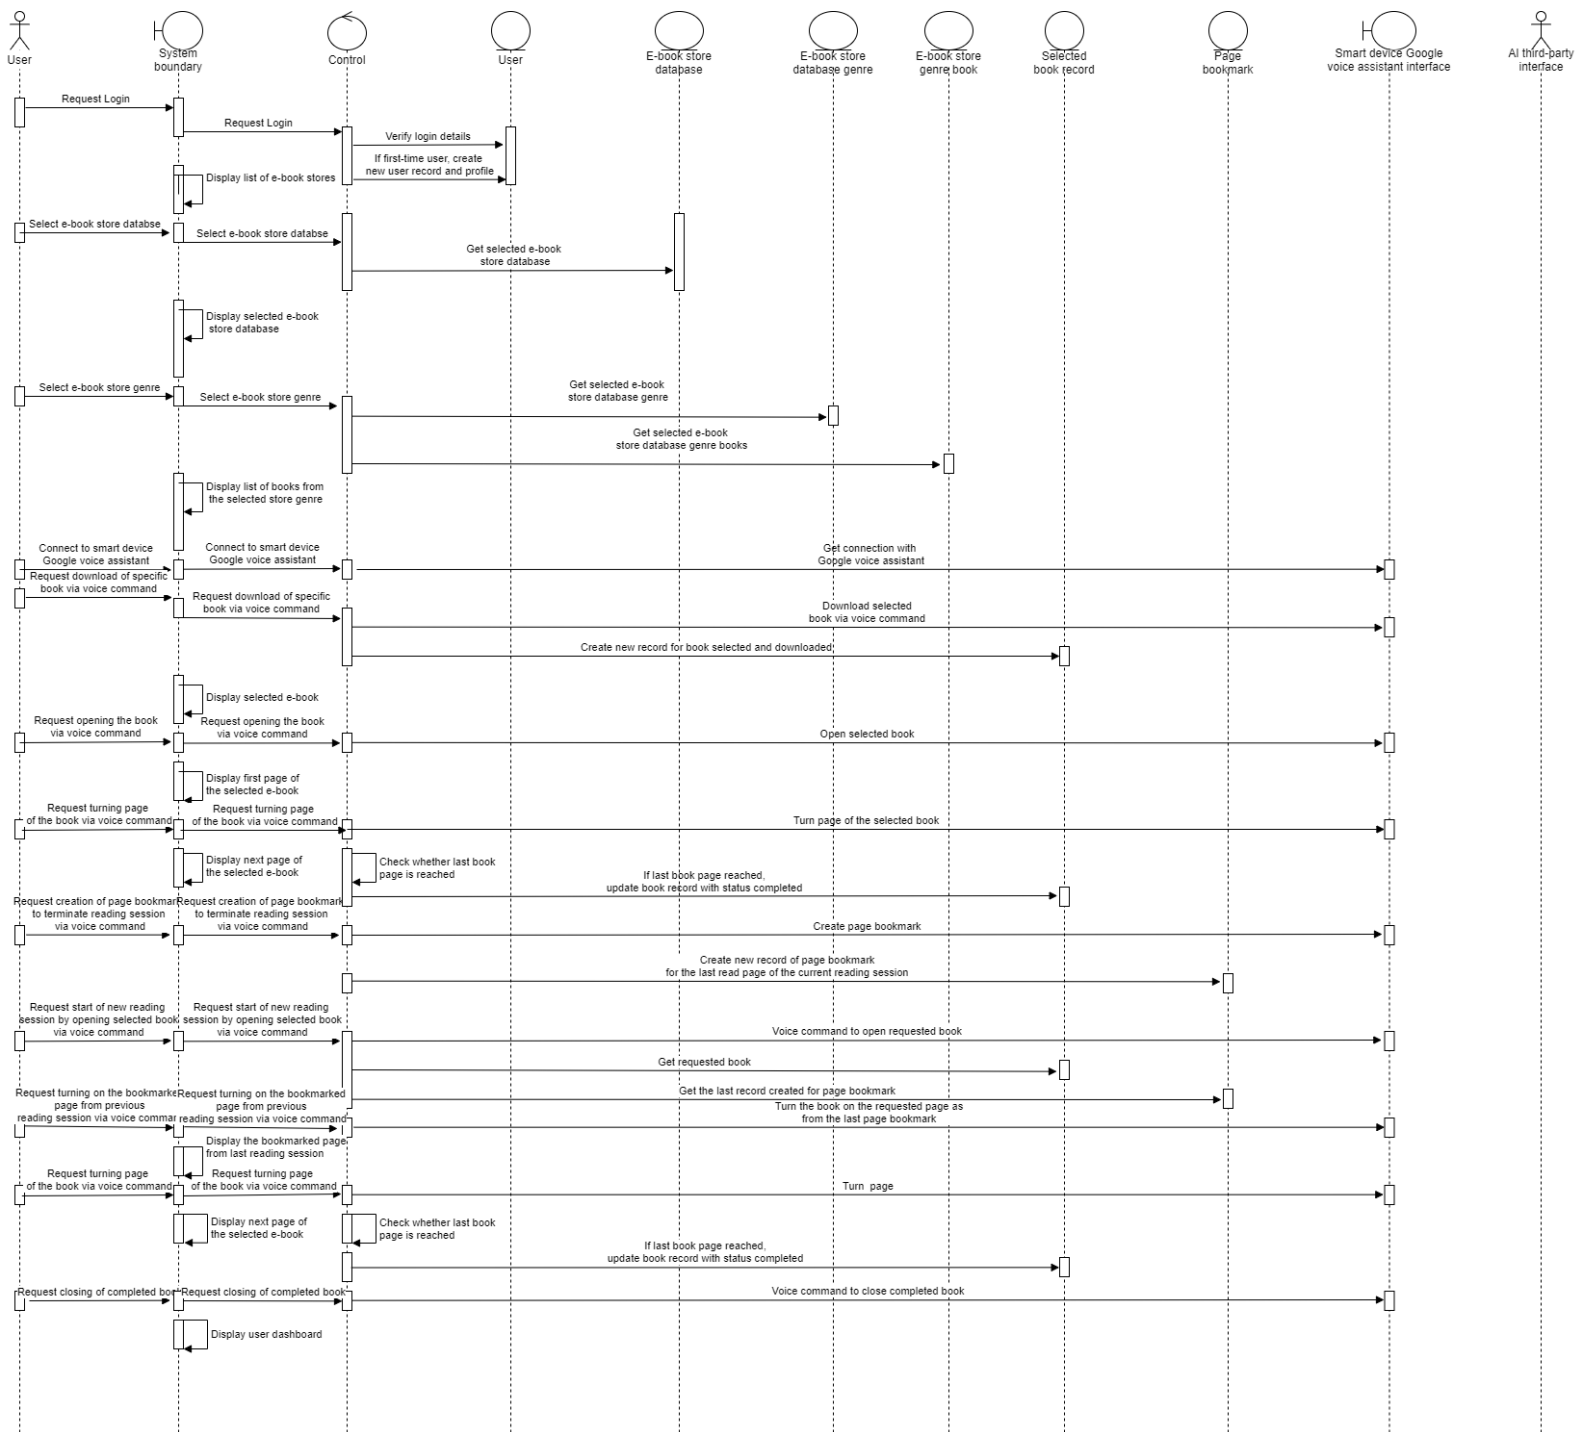 User
System
boundary
Control
User
E-book store
database
E-book store
database genre
E-book store
genre book
Selected
book record
Page
bookmark
Smart device Google
voice assistant interface
AI third-party
interface
Request Login
Request Login
Verify login details
If first-time user, create
new user record and profile
Display list of e-book stores
Select e-book store databse
Select e-book store databse
Get selected e-book
store database
Display selected e-book
store database
Select e-book store genre
Select e-book store genre
Get selected e-book
store database genre
Get selected e-book
store database genre books
Display list of books from
the selected store genre
Connect to smart device
Google voice assistant
Connect to smart device
Google voice assistant
Get connection with
Google voice assistant
Request download of specific
book via voice command
Request download of specific
book via voice command
Download selected
book via voice command
Create new record for book selected and downloaded
Display selected e-book
Request opening the book
via voice command
Request opening the book
via voice command
Open selected book
Display first page of
the selected e-book
Request turning page
of the book via voice command
Request turning page
of the book via voice command
Turn page of the selected book
Display next page of
the selected e-book
Check whether last book
page is reached
If last book page reached,
update book record with status completed
Request creation of page bookmark
to terminate reading session
via voice command
Request creation of page bookmark
to terminate reading session
via voice command
Create page bookmark
Create new record of page bookmark
for the last read page of the current reading session
Request start of new reading
session by opening selected book
via voice command
Request start of new reading
session by opening selected book
via voice command
Voice command to open requested book
Get requested book
Get the last record created for page bookmark
Request turning on the bookmarke
page from previous
reading session via voice comman
Request turning on the bookmarked
page from previous
reading session via voice command
Turn the book on the requested page as
from the last page bookmark
Display the bookmarked page
from last reading session
Request turning page
of the book via voice command
Request turning page
of the book via voice command
Turn page
Display next page of
the selected e-book
Check whether last book
page is reached
If last book page reached,
update book record with status completed
Request closing of completed book
Request closing of completed book
Voice command to close completed book
Display user dashboard